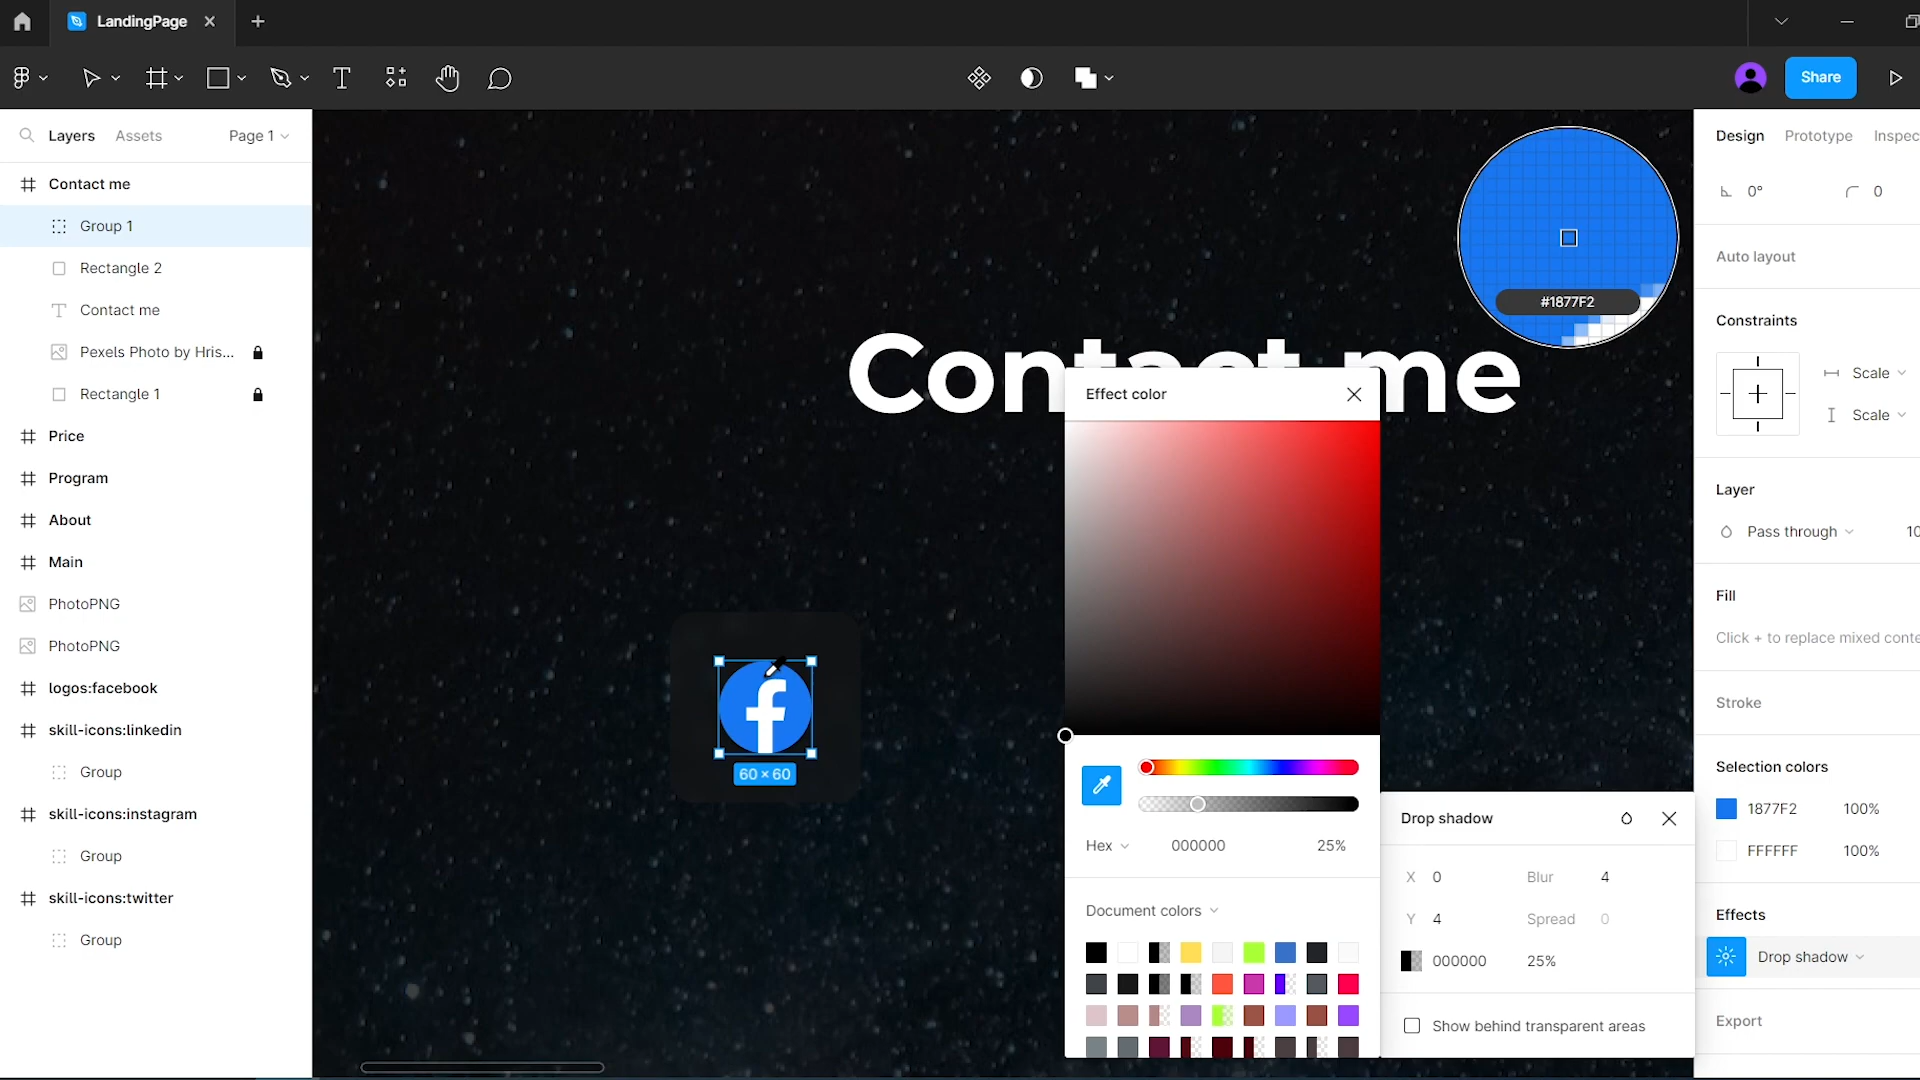 LandingPage
Share
Layers
Assets
Page 1
Design
Prototype
Inspec
Contact me
Group 1
Rectangle 2
Contact me
Pexels Photo by Hris...
Rectangle 1
Price
Program
About
Main
PhotoPNG
PhotoPNG
logos:facebook
skill-icons:linkedin
Group
skill-icons:instagram
Group
skill-icons:twitter
Group
#1877F2
Contact me
60 × 60
Effect color
Hex
000000
25%
Document colors
Drop shadow
X
0
Blur
4
Y
4
Spread
0
000000
25%
Show behind transparent areas
0°
0
Auto layout
Constraints
Scale
Scale
Layer
Pass through
10
Fill
Click + to replace mixed conte
Stroke
Selection colors
1877F2
100%
FFFFFF
100%
Effects
Drop shadow
Export